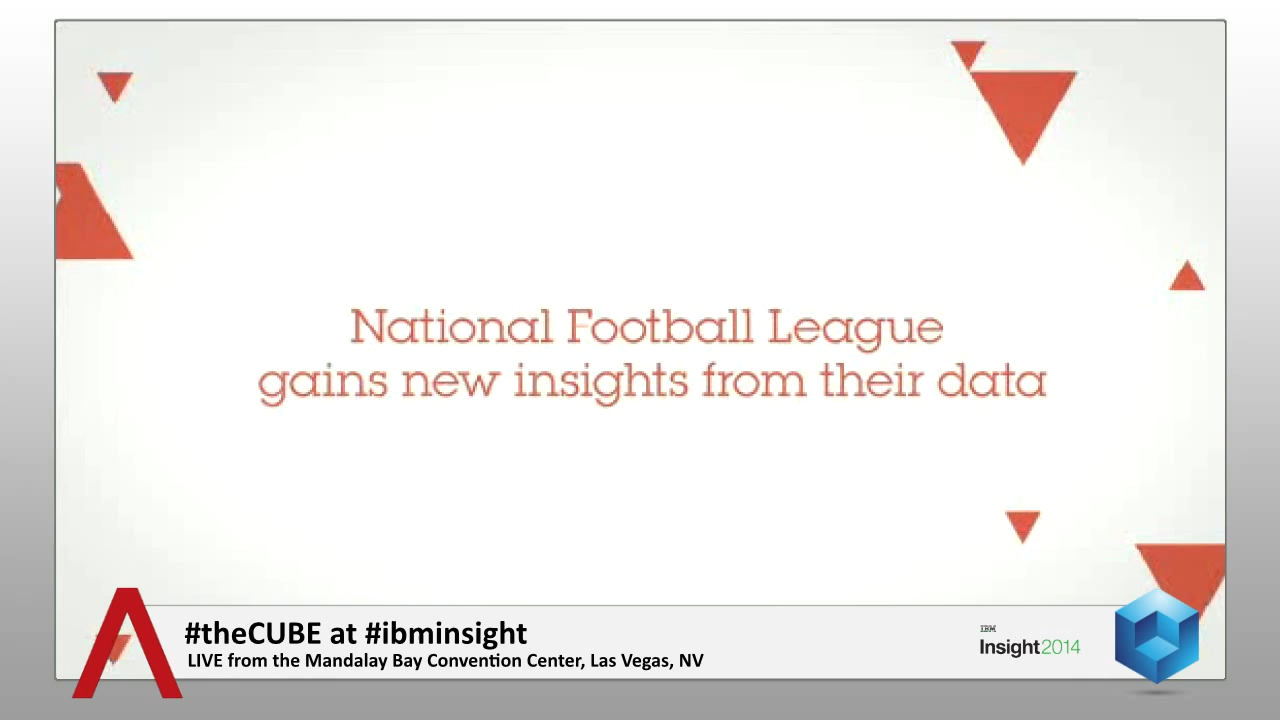 National Football League
gains new insights from their data
#theCUBE at #ibminsight
LIVE from the Mandalay Bay Convention Center, Las Vegas, NV
IBM
Insight2014